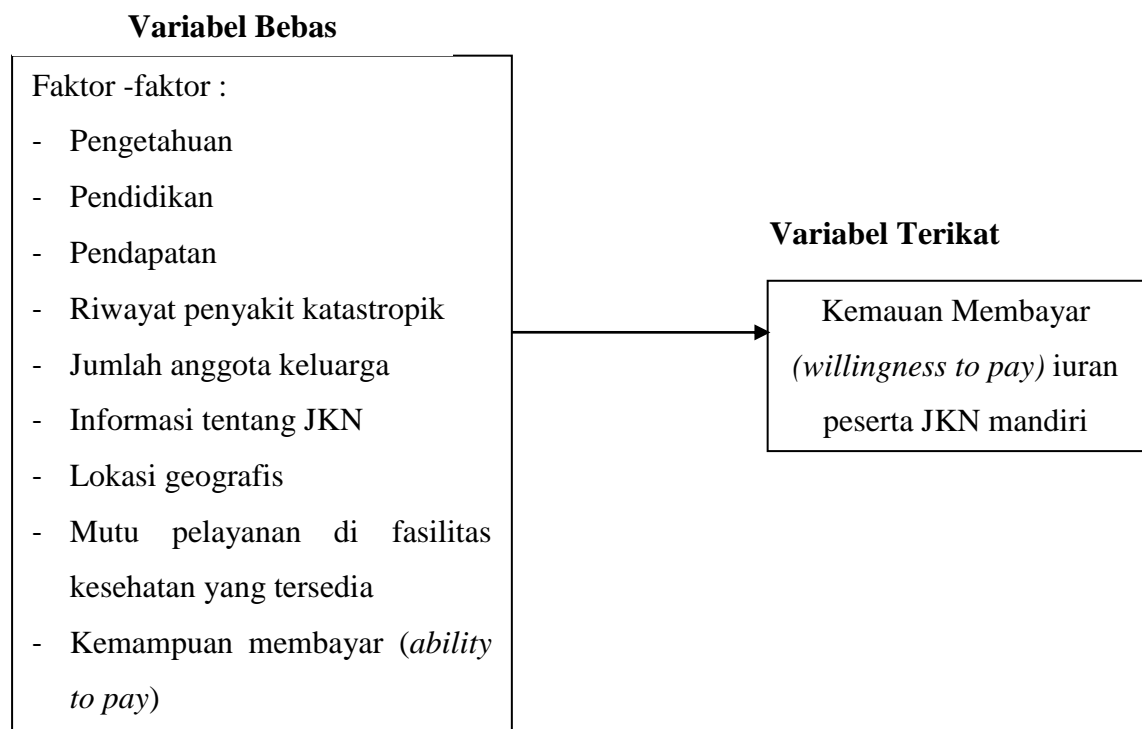 Variabel Bebas
Faktor -faktor :
- Pengetahuan
- Pendidikan
- Pendapatan
- Riwayat penyakit katastropik
- Jumlah anggota keluarga
- Informasi tentang JKN
- Lokasi geografis
- Mutu pelayanan di fasilitas
kesehatan yang tersedia
- Kemampuan membayar (ability
to pay)
Variabel Terikat
Kemauan Membayar
(willingness to pay) iuran
peserta JKN mandiri